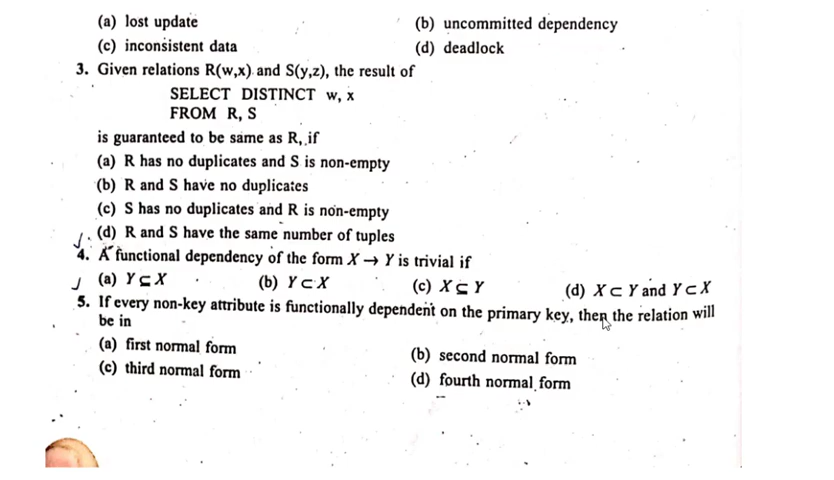 (a) lost update (b) uncommitted dependency
(c) inconsistent data (d) deadlock
3. Given relations R(w,x) and S(y,z), the result of
SELECT DISTINCT w, x
FROM R, S
is guaranteed to be same as R, if
(a) R has no duplicates and S is non-empty
(b) R and S have no duplicates
(c) S has no duplicates and R is non-empty
(d) R and S have the same number of tuples
4. A functional dependency of the form X → Y is trivial if
(a) Y ⊆ X (b) Y ⊂ X (c) X ⊆ Y (d) X ⊂ Y and Y ⊂ X
5. If every non-key attribute is functionally dependent on the primary key, then the relation will
be in
(a) first normal form (b) second normal form
(c) third normal form (d) fourth normal form